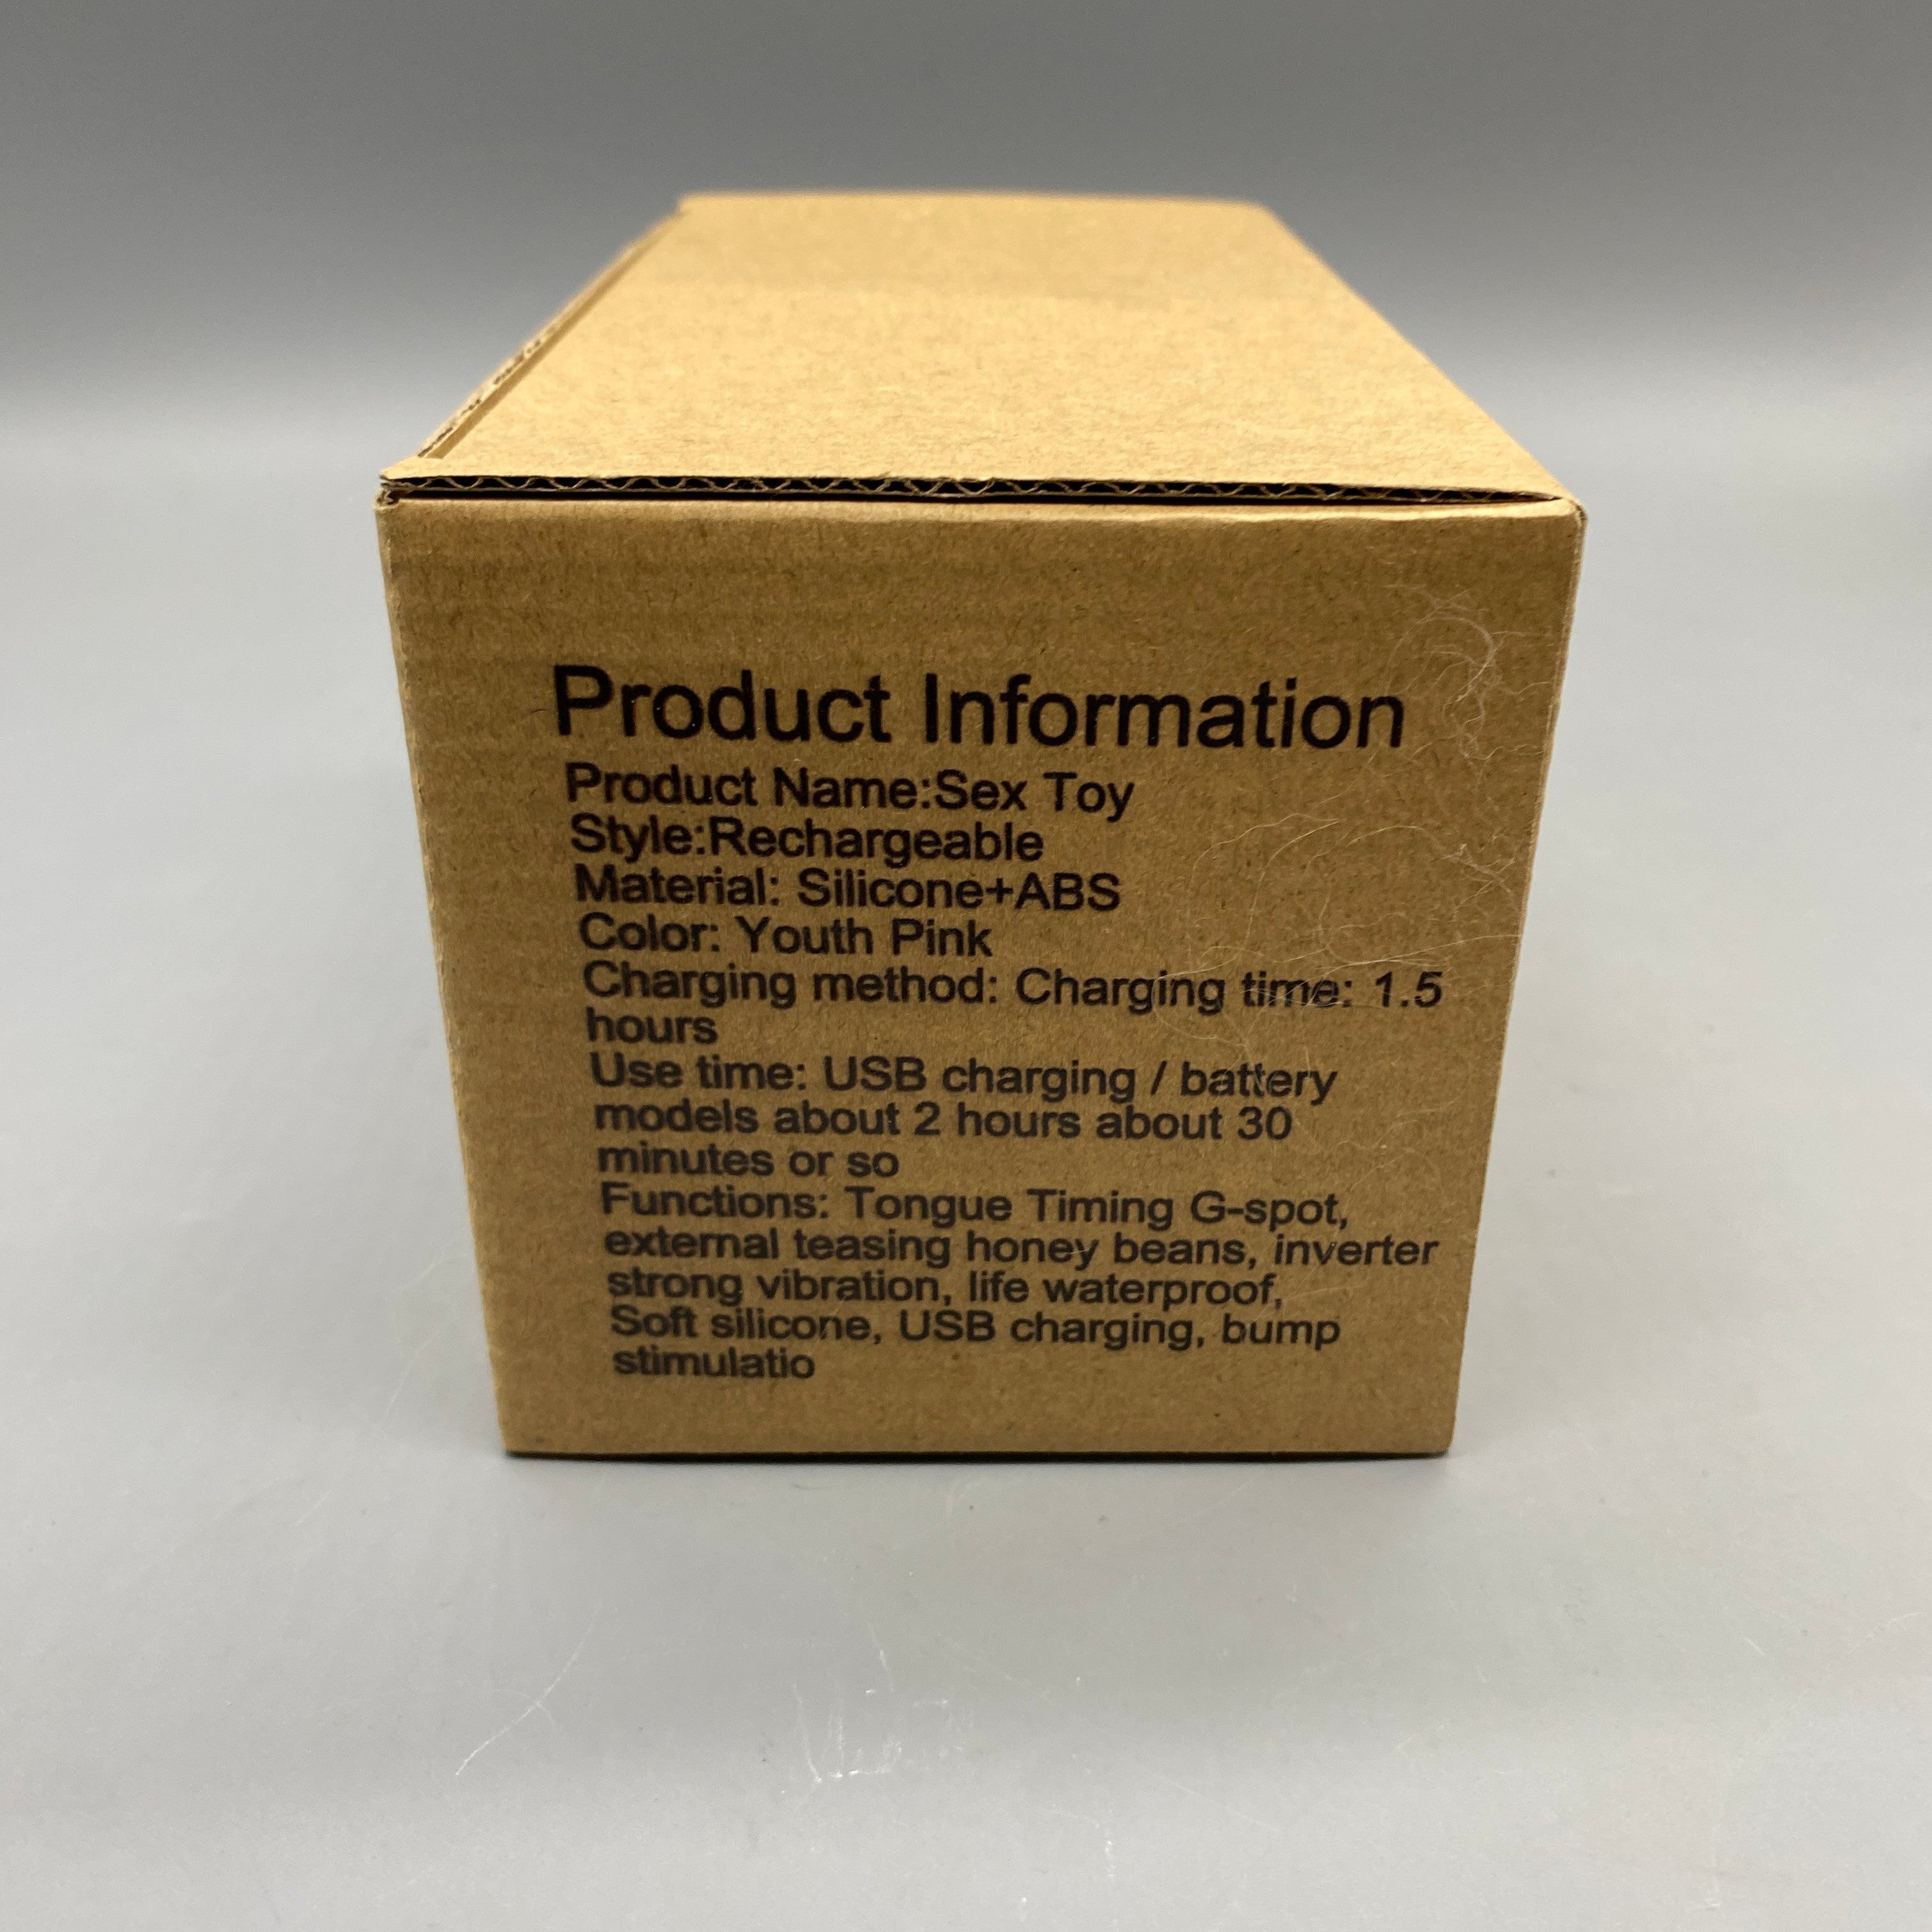 Product Information
Product Name:Sex Toy
Style:Rechargeable
Material: Silicone+ABS
Color: Youth Pink
Charging method: Charging time: 1.5
hours
Use time: USB charging / battery
models about 2 hours about 30
minutes or so
Functions: Tongue Timing G-spot,
external teasing honey beans, inverter
strong vibration, life waterproof,
Soft silicone, USB charging, bump
stimulatio